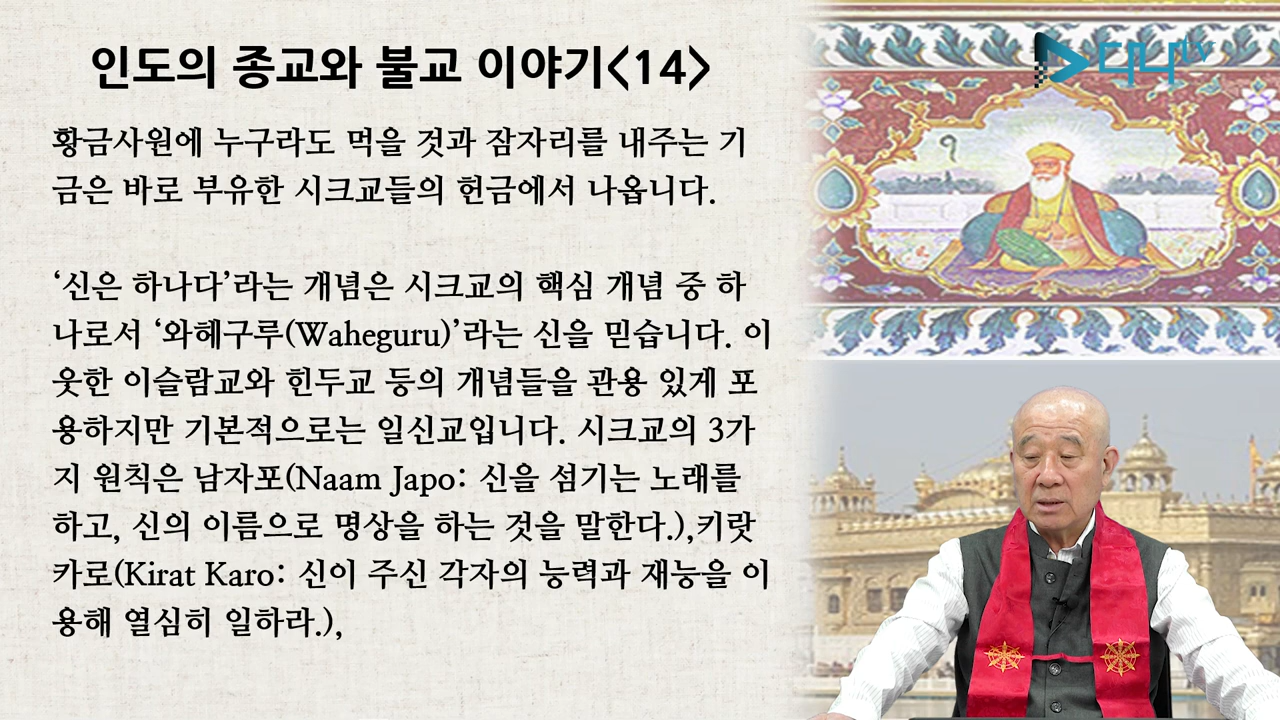 인도의 종교와 불교 이야기<14>
다나tv
황금사원에 누구라도 먹을 것과 잠자리를 내주는 기
금은 바로 부유한 시크교들의 헌금에서 나옵니다.
‘신은 하나다’라는 개념은 시크교의 핵심 개념 중 하
나로서 ‘와헤구루(Waheguru)’라는 신을 믿습니다. 이
웃한 이슬람교와 힌두교 등의 개념들을 관용 있게 포
용하지만 기본적으로는 일신교입니다. 시크교의 3가
지 원칙은 남자포(Naam Japo: 신을 섬기는 노래를
하고, 신의 이름으로 명상을 하는 것을 말한다.),키랏
카로(Kirat Karo: 신이 주신 각자의 능력과 재능을 이
용해 열심히 일하라.),
੧